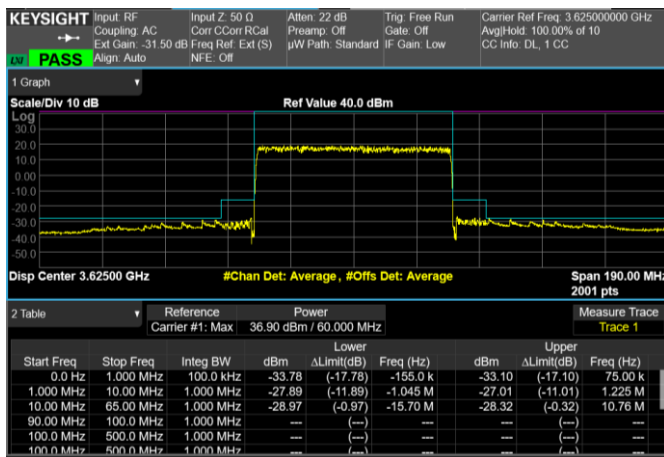 KEYSIGHT Input: RF Input Z: 50 Ω Atten: 22 dB Trig: Free Run Carrier Ref Freq: 3.625000000 GHz
Coupling: AC Corr CCorr RCal Preamp: Off Gate: Off Avg|Hold: 100.00% of 10
Ext Gain: -31.50 dB Freq Ref: Ext (S) µW Path: Standard IF Gain: Low CC Info: DL, 1 CC
LXI PASS Align: Auto NFE: Off
1 Graph
Scale/Div 10 dB Ref Value 40.0 dBm
Log
30.0
20.0
10.0
0.00
-10.0
-20.0
-30.0
-40.0
-50.0
Disp Center 3.62500 GHz #Chan Det: Average, #Offs Det: Average Span 190.00 MHz
2001 pts
2 Table Reference Power Measure Trace
Carrier #1: Max 36.90 dBm / 60.000 MHz Trace 1
Lower Upper
Start Freq Stop Freq Integ BW dBm ΔLimit(dB) Freq (Hz) dBm ΔLimit(dB) Freq (Hz)
0.0 Hz 1.000 MHz 100.0 kHz -33.78 (-17.78) -155.0 k -33.10 (-17.10) 75.00 k
1.000 MHz 10.00 MHz 1.000 MHz -27.89 (-11.89) -1.045 M -27.01 (-11.01) 1.225 M
10.00 MHz 65.00 MHz 1.000 MHz -28.97 (-0.97) -15.70 M -28.32 (-0.32) 10.76 M
90.00 MHz 100.0 MHz 1.000 MHz --- (---) --- --- (---) ---
100.0 MHz 500.0 MHz 1.000 MHz --- (---) --- --- (---) ---
100.0 MHz 500.0 MHz 1.000 MHz --- (---) --- --- (---) ---